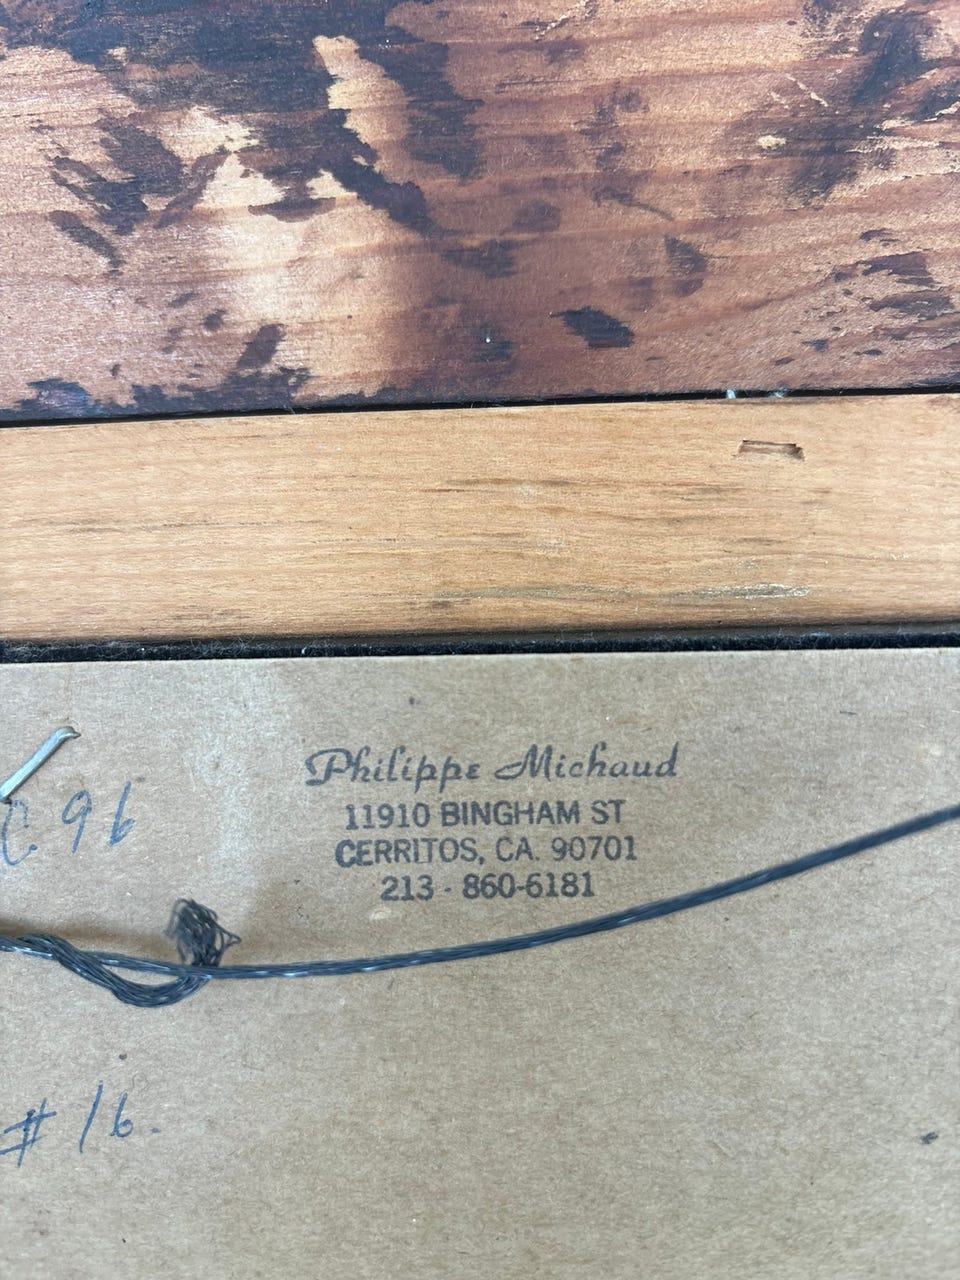 Philippe Michaud
11910 BINGHAM ST
CERRITOS, CA. 90701
213 - 860-6181
C. 96
# 16.